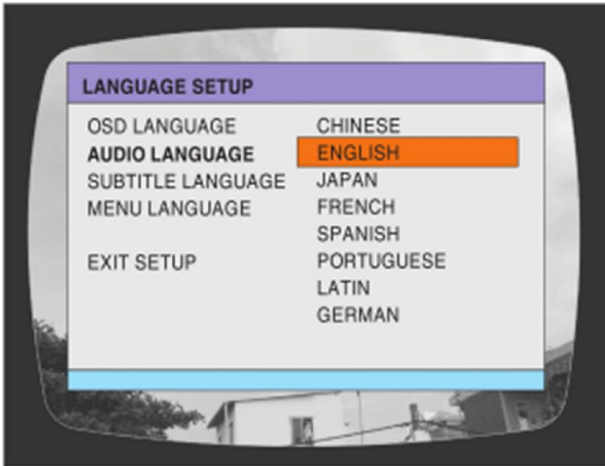 LANGUAGE SETUP
OSD LANGUAGE
AUDIO LANGUAGE
SUBTITLE LANGUAGE
MENU LANGUAGE
EXIT SETUP
CHINESE
ENGLISH
JAPAN
FRENCH
SPANISH
PORTUGUESE
LATIN
GERMAN